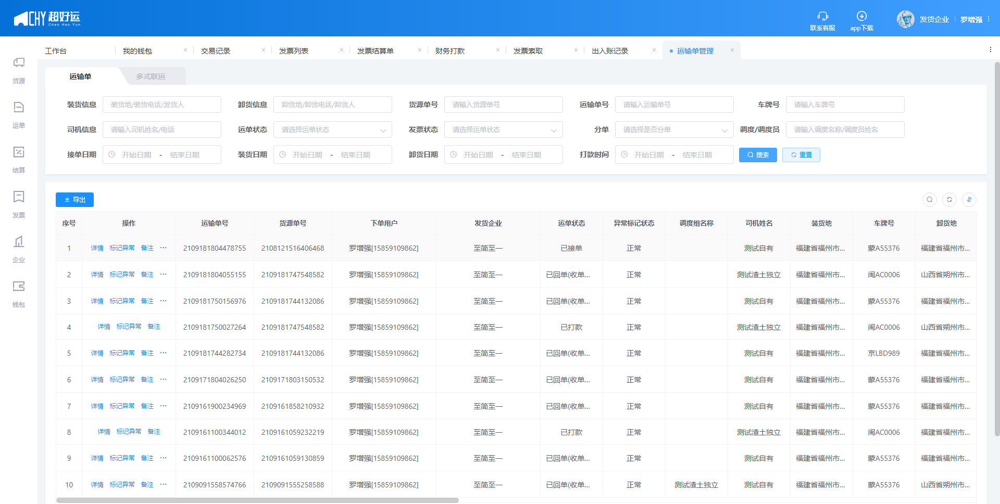 CHY 超好运
Chao Hao Yun
联系客服
app下载
发货企业
罗增强
工作台
我的钱包
交易记录
发票列表
发票结算单
财务打款
发票索取
出入账记录
运输单管理
货源
运单
结算
发票
企业
钱包
运输单
多式联运
装货信息 装货地/装货电话/发货人
卸货信息 卸货地/卸货电话/卸货人
货源单号 请输入货源单号
运输单号 请输入运输单号
车牌号 请输入车牌号
司机信息 请输入司机姓名/电话
运单状态 请选择运单状态
发票状态 请选择运单状态
分单 请选择是否分单
调度/调度员 请输入调度名称/调度员姓名
接单日期 开始日期 - 结束日期
装货日期 开始日期 - 结束日期
卸货日期 开始日期 - 结束日期
打款时间 开始日期 - 结束日期
搜索
重置
导出
序号 操作 运输单号 货源单号 下单用户 发货企业 运单状态 异常标记状态 调度组名称 司机姓名 装货地 车牌号 卸货地
1 详情 标记异常 备注 ··· 2109181804478755 2108121516406468 罗增强[15859109862] 至简至一 已接单 正常 测试自有 福建省福州市... 蒙A55376 福建省福州市...
2 详情 标记异常 备注 ··· 2109181804055155 2109181747548582 罗增强[15859109862] 至简至一 已回单(收单... 正常 测试渣土独立 福建省福州市... 闽AC0006 山西省朔州市...
3 详情 标记异常 备注 ··· 2109181750156976 2109181744132086 罗增强[15859109862] 至简至一 已回单(收单... 正常 测试自有 福建省福州市... 蒙A55376 福建省福州市...
4 详情 标记异常 备注 2109181750027264 2109181747548582 罗增强[15859109862] 至简至一 已打款 正常 测试渣土独立 福建省福州市... 闽AC0006 山西省朔州市...
5 详情 标记异常 备注 ··· 2109181744282734 2109181744132086 罗增强[15859109862] 至简至一 已回单(收单... 正常 测试自有 福建省福州市... 京LBD989 福建省福州市...
6 详情 标记异常 备注 ··· 2109171804026250 2109171803150532 罗增强[15859109862] 至简至一 已回单(收单... 正常 测试自有 福建省福州市... 蒙A55376 福建省福州市...
7 详情 标记异常 备注 ··· 2109161900234969 2109161858210932 罗增强[15859109862] 至简至一 已回单(收单... 正常 测试自有 福建省福州市... 蒙A55376 福建省福州市...
8 详情 标记异常 备注 2109161100344012 2109161059232219 罗增强[15859109862] 至简至一 已打款 正常 测试渣土独立 福建省福州市... 闽AC0006 福建省福州市...
9 详情 标记异常 备注 ··· 2109161100062576 2109161059130859 罗增强[15859109862] 至简至一 已回单(收单... 正常 测试自有 福建省福州市... 蒙A55376 福建省福州市...
10 详情 标记异常 备注 ··· 2109091558574766 2109091555258588 罗增强[15859109862] 至简至一 已回单(收单... 正常 测试渣土独立 测试自有 福建省福州市... 蒙A55376 山西省朔州市...